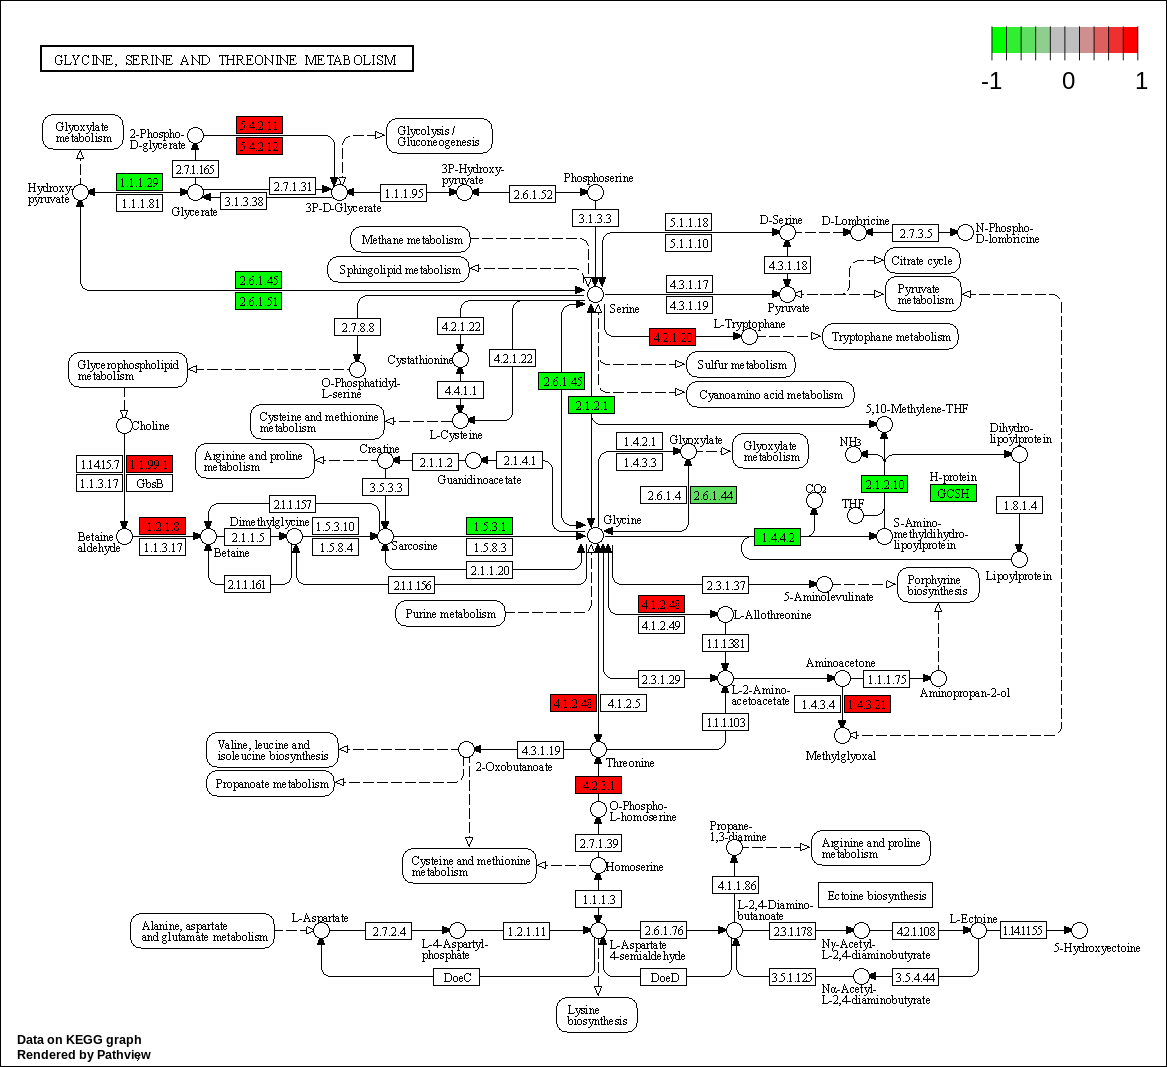 GLYCINE, SERINE AND THREONINE METABOLISM
-1
0
1
Glyoxylate
metabolism
2-Phospho-
D-glycerate
5.4.2.11
5.4.2.12
Glycolysis /
Gluconeogenesis
2.7.1.165
Hydroxy-
pyruvate
1.1.1.29
1.1.1.81
Glycerate
2.7.1.31
3.1.3.38
3P-D-Glycerate
1.1.1.95
3P-Hydroxy-
pyruvate
2.6.1.52
Phosphoserine
3.1.3.3
Methane metabolism
Sphingolipid metabolism
5.1.1.18
5.1.1.10
D-Serine
D-Lombricine
2.7.3.5
N-Phospho-
D-lombricine
4.3.1.18
Citrate cycle
Pyruvate
metabolism
2.6.1.45
2.6.1.51
Serine
4.3.1.17
4.3.1.19
Pyruvate
2.7.8.8
4.2.1.22
4.2.1.22
4.2.1.20
L-Tryptophane
Tryptophane metabolism
Glycerophospholipid
metabolism
O-Phosphatidyl-
L-serine
Cystathionine
4.4.1.1
Sulfur metabolism
Cyanoamino acid metabolism
2.6.1.45
2.1.2.1
Choline
Cysteine and methionine
metabolism
L-Cysteine
5,10-Methylene-THF
Arginine and proline
metabolism
Creatine
2.1.1.2
Guanidinoacetate
2.1.4.1
1.4.2.1
1.4.3.3
Glyoxylate
Glyoxylate
metabolism
NH3
Dihydro-
lipoylprotein
1.14.15.7
1.1.99.1
1.1.3.17
GbsB
3.5.3.3
2.6.1.4
2.6.1.44
CO2
THF
2.1.2.10
H-protein
GCSH
1.8.1.4
2.1.1.157
Betaine
aldehyde
1.2.1.8
1.1.3.17
Betaine
2.1.1.5
Dimethylglycine
1.5.3.10
1.5.8.4
Sarcosine
1.5.3.1
1.5.8.3
Glycine
1.4.4.2
S-Amino-
methyldihydro-
lipoylprotein
Lipoylprotein
2.1.1.20
2.1.1.161
2.1.1.156
Purine metabolism
2.3.1.37
5-Aminolevulinate
Porphyrine
biosynthesis
4.1.2.48
4.1.2.49
L-Allothreonine
1.1.1.381
2.3.1.29
L-2-Amino-
acetoacetate
Aminoacetone
1.1.1.75
Aminopropan-2-ol
4.1.2.48
4.1.2.5
1.4.3.4
1.4.3.21
1.1.1.103
Methylglyoxal
Valine, leucine and
isoleucine biosynthesis
Propanoate metabolism
2-Oxobutanoate
4.3.1.19
Threonine
4.2.3.1
O-Phospho-
L-homoserine
2.7.1.39
Cysteine and methionine
metabolism
Homoserine
1.1.1.3
Propane-
1,3-diamine
Arginine and proline
metabolism
4.1.1.86
Ectoine biosynthesis
Alanine, aspartate
and glutamate metabolism
L-Aspartate
2.7.2.4
L-4-Aspartyl-
phosphate
1.2.1.11
L-Aspartate
4-semialdehyde
2.6.1.76
L-2,4-Diamino-
butanoate
2.3.1.178
Nγ-Acetyl-
L-2,4-diaminobutyrate
4.2.1.108
L-Ectoine
1.14.11.55
5-Hydroxyectoine
DoeC
DoeD
3.5.1.125
Nα-Acetyl-
L-2,4-diaminobutyrate
3.5.4.44
Lysine
biosynthesis
Data on KEGG graph
Rendered by Pathview